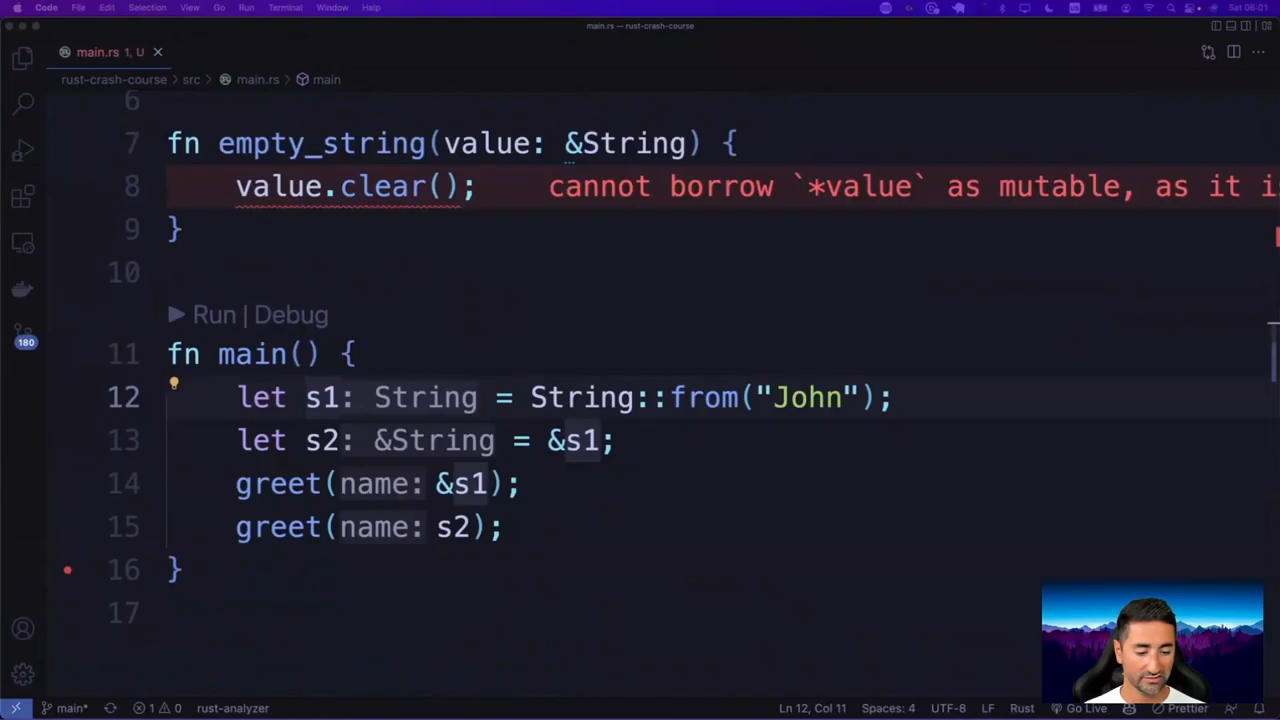 Code File Edit Selection View Go Run Terminal Window Help Sat 06:01
main.rs — rust-crash-course
main.rs 1, U
rust-crash-course > src > main.rs > main
6
7 fn empty_string(value: &String) {
8 value.clear(); cannot borrow `*value` as mutable, as it i
9 }
10
Run | Debug
11 fn main() {
12 let s1: String = String::from("John");
13 let s2: &String = &s1;
14 greet(name: &s1);
15 greet(name: s2);
16 }
17
180
main* 1 0 rust-analyzer Ln 12, Col 11 Spaces: 4 UTF-8 LF Rust Go Live Prettier